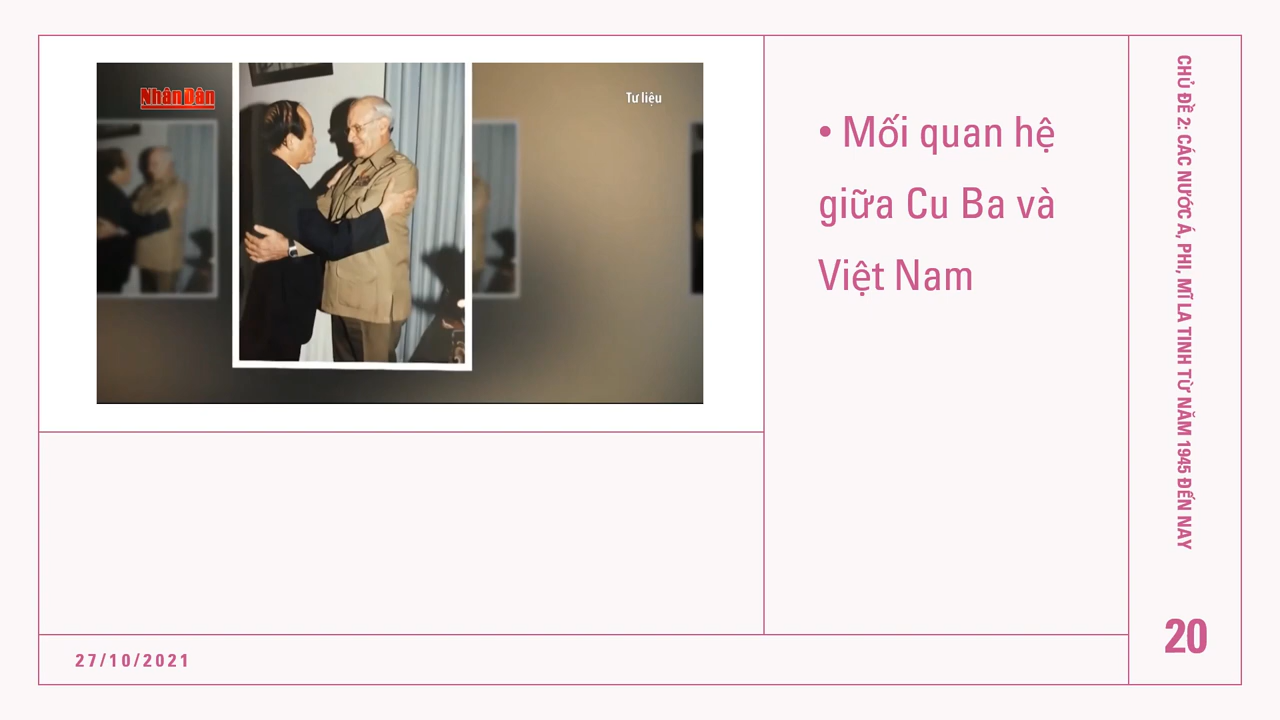 Nhân Dân
Tư liệu
• Mối quan hệ
giữa Cu Ba và
Việt Nam
CHỦ ĐỀ 2: CÁC NƯỚC Á, PHI, MĨ LA TINH TỪ NĂM 1945 ĐẾN NAY
20
27/10/2021